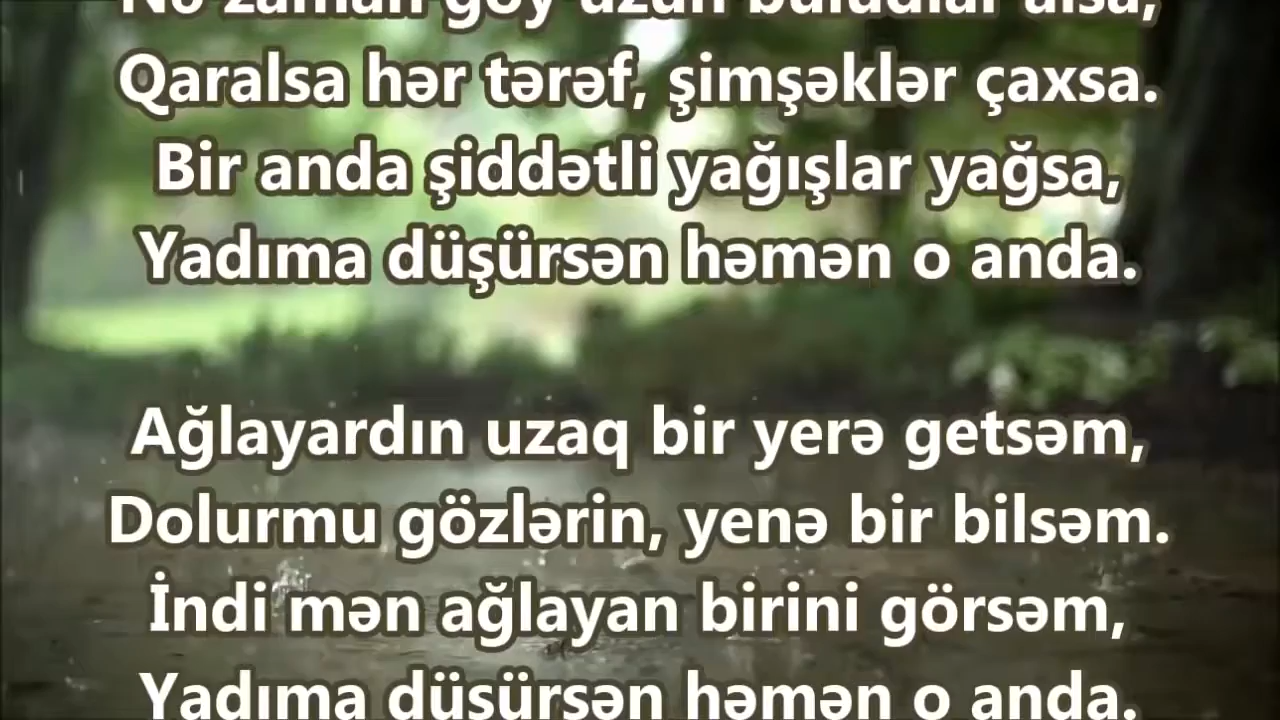 Nə zaman göy üzün buludlar alsa,
Qaralsa hər tərəf, şimşəklər çaxsa.
Bir anda şiddətli yağışlar yağsa,
Yadıma düşürsən həmən o anda.
Ağlayardın uzaq bir yerə getsəm,
Dolurmu gözlərin, yenə bir bilsəm.
İndi mən ağlayan birini görsəm,
Yadıma düşürsən həmən o anda.